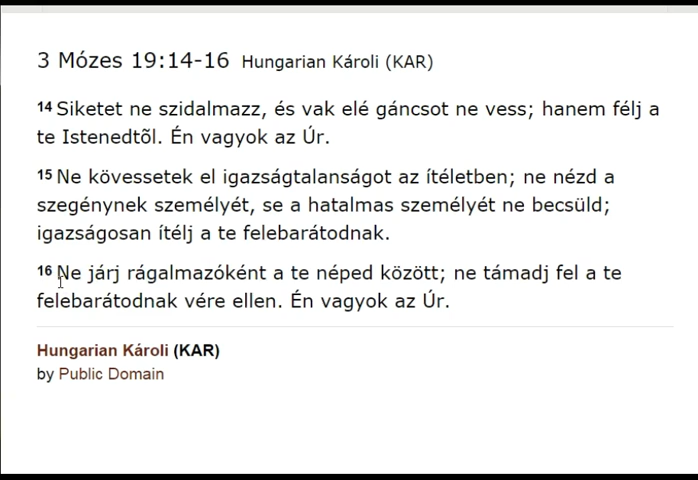 3 Mózes 19:14-16 Hungarian Károli (KAR)
14 Siketet ne szidalmazz, és vak elé gáncsot ne vess; hanem félj a
te Istenedtõl. Én vagyok az Úr.
15 Ne kövessetek el igazságtalanságot az ítéletben; ne nézd a
szegénynek személyét, se a hatalmas személyét ne becsüld;
igazságosan ítélj a te felebarátodnak.
16 Ne járj rágalmazóként a te néped között; ne támadj fel a te
felebarátodnak vére ellen. Én vagyok az Úr.
Hungarian Károli (KAR)
by Public Domain